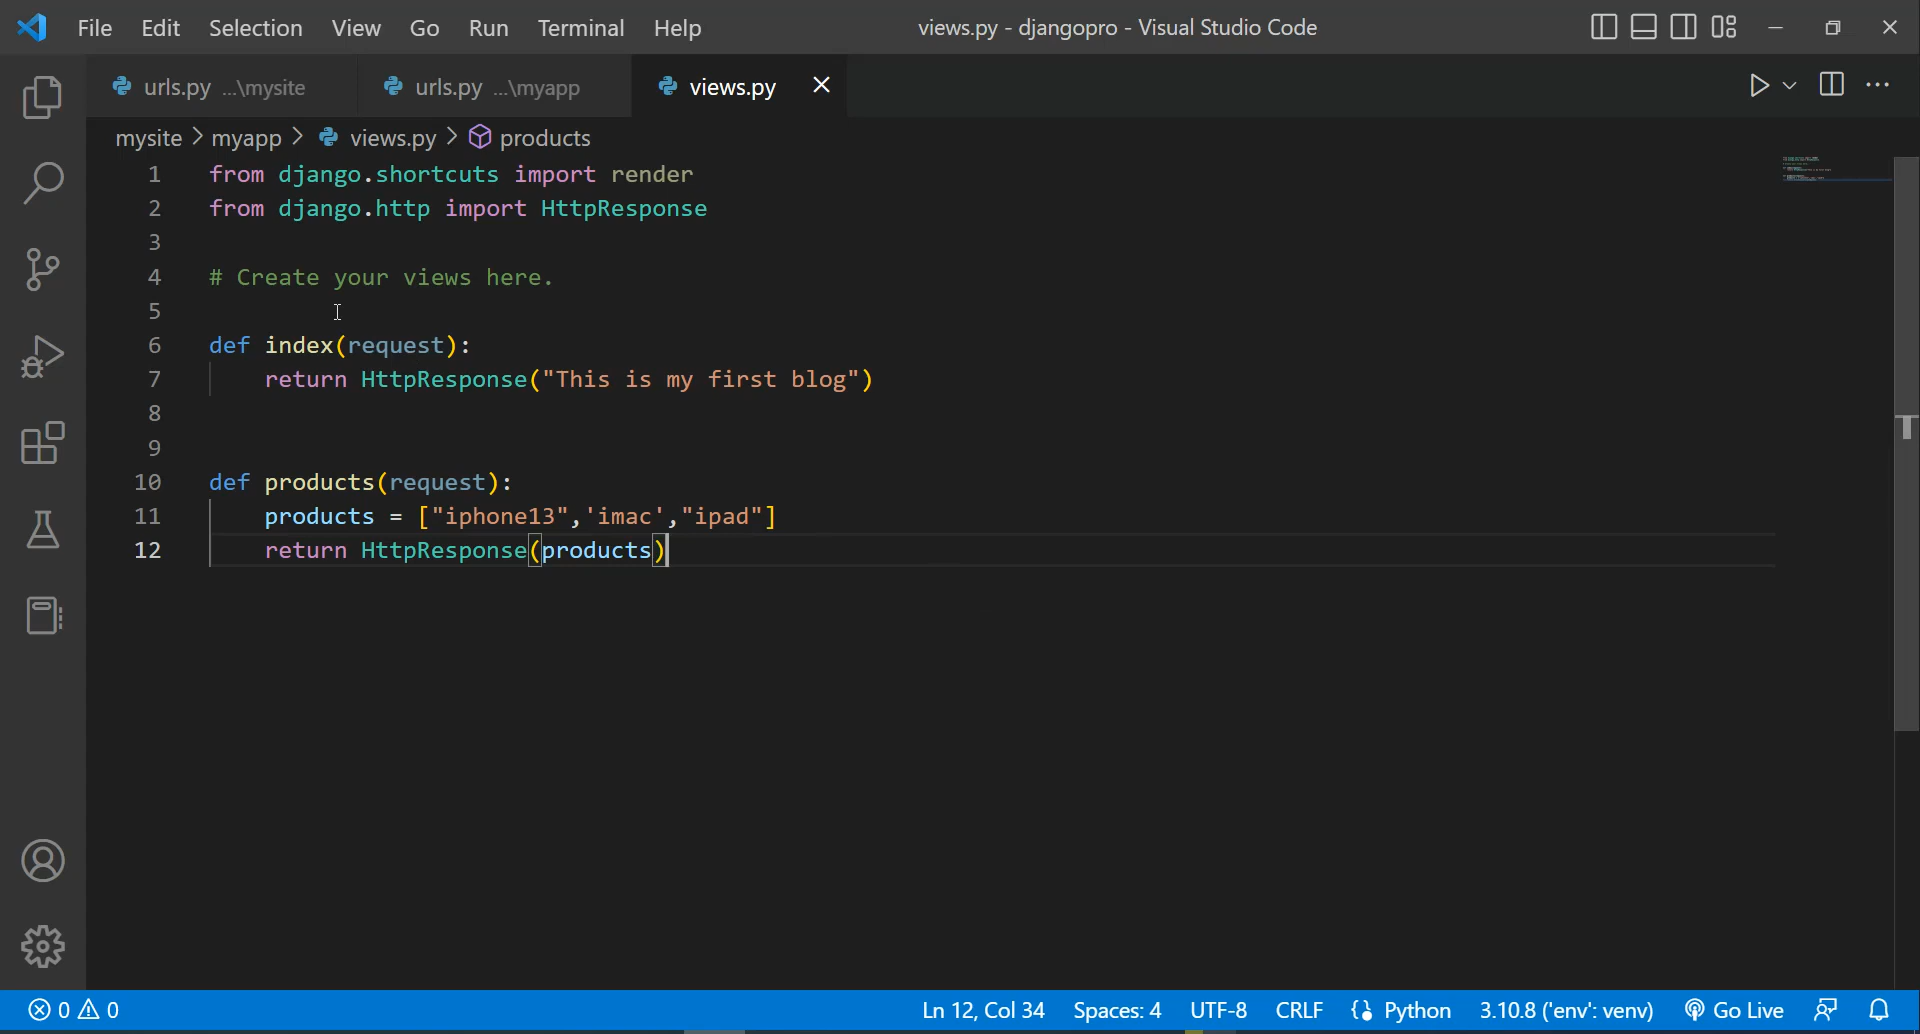 File Edit Selection View Go Run Terminal Help views.py - djangopro - Visual Studio Code
urls.py ...\mysite urls.py ...\myapp views.py
mysite > myapp > views.py > products
1 from django.shortcuts import render
2 from django.http import HttpResponse
3
4 # Create your views here.
5
6 def index(request):
7     return HttpResponse("This is my first blog")
8
9
10 def products(request):
11     products = ["iphone13",'imac',"ipad"]
12     return HttpResponse(products)
0 0 Ln 12, Col 34 Spaces: 4 UTF-8 CRLF Python 3.10.8 ('env': venv) Go Live